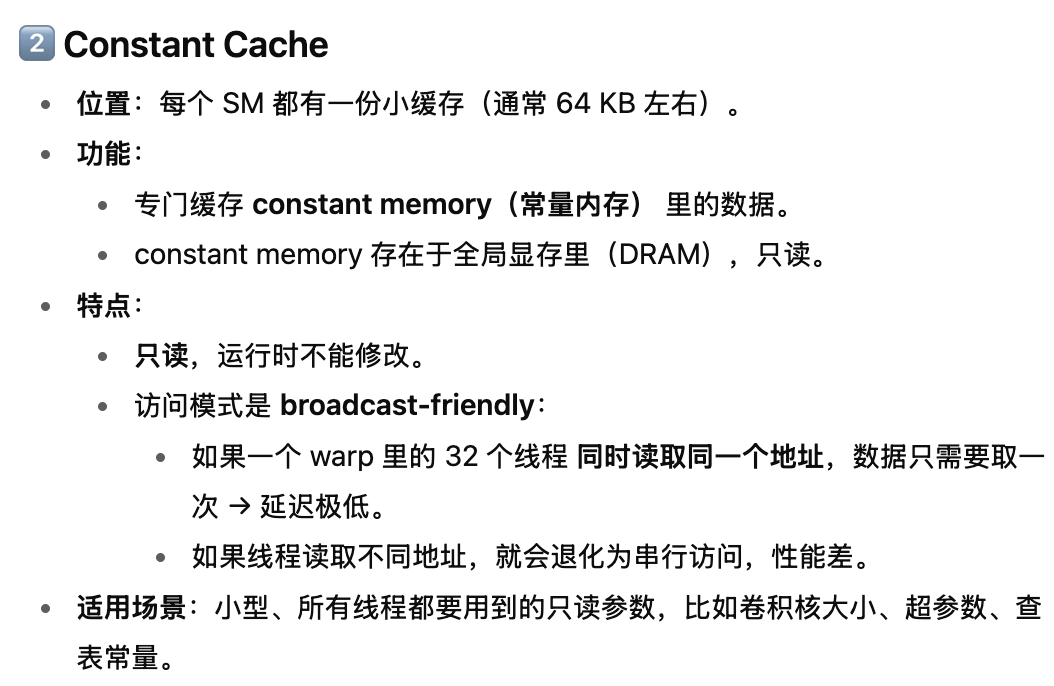 2 Constant Cache
• 位置：每个 SM 都有一份小缓存（通常 64 KB 左右）。
• 功能：
• 专门缓存 constant memory（常量内存） 里的数据。
• constant memory 存在于全局显存里（DRAM），只读。
• 特点：
• 只读，运行时不能修改。
• 访问模式是 broadcast-friendly：
• 如果一个 warp 里的 32 个线程 同时读取同一个地址，数据只需要取一
次 → 延迟极低。
• 如果线程读取不同地址，就会退化为串行访问，性能差。
• 适用场景：小型、所有线程都要用到的只读参数，比如卷积核大小、超参数、查
表常量。